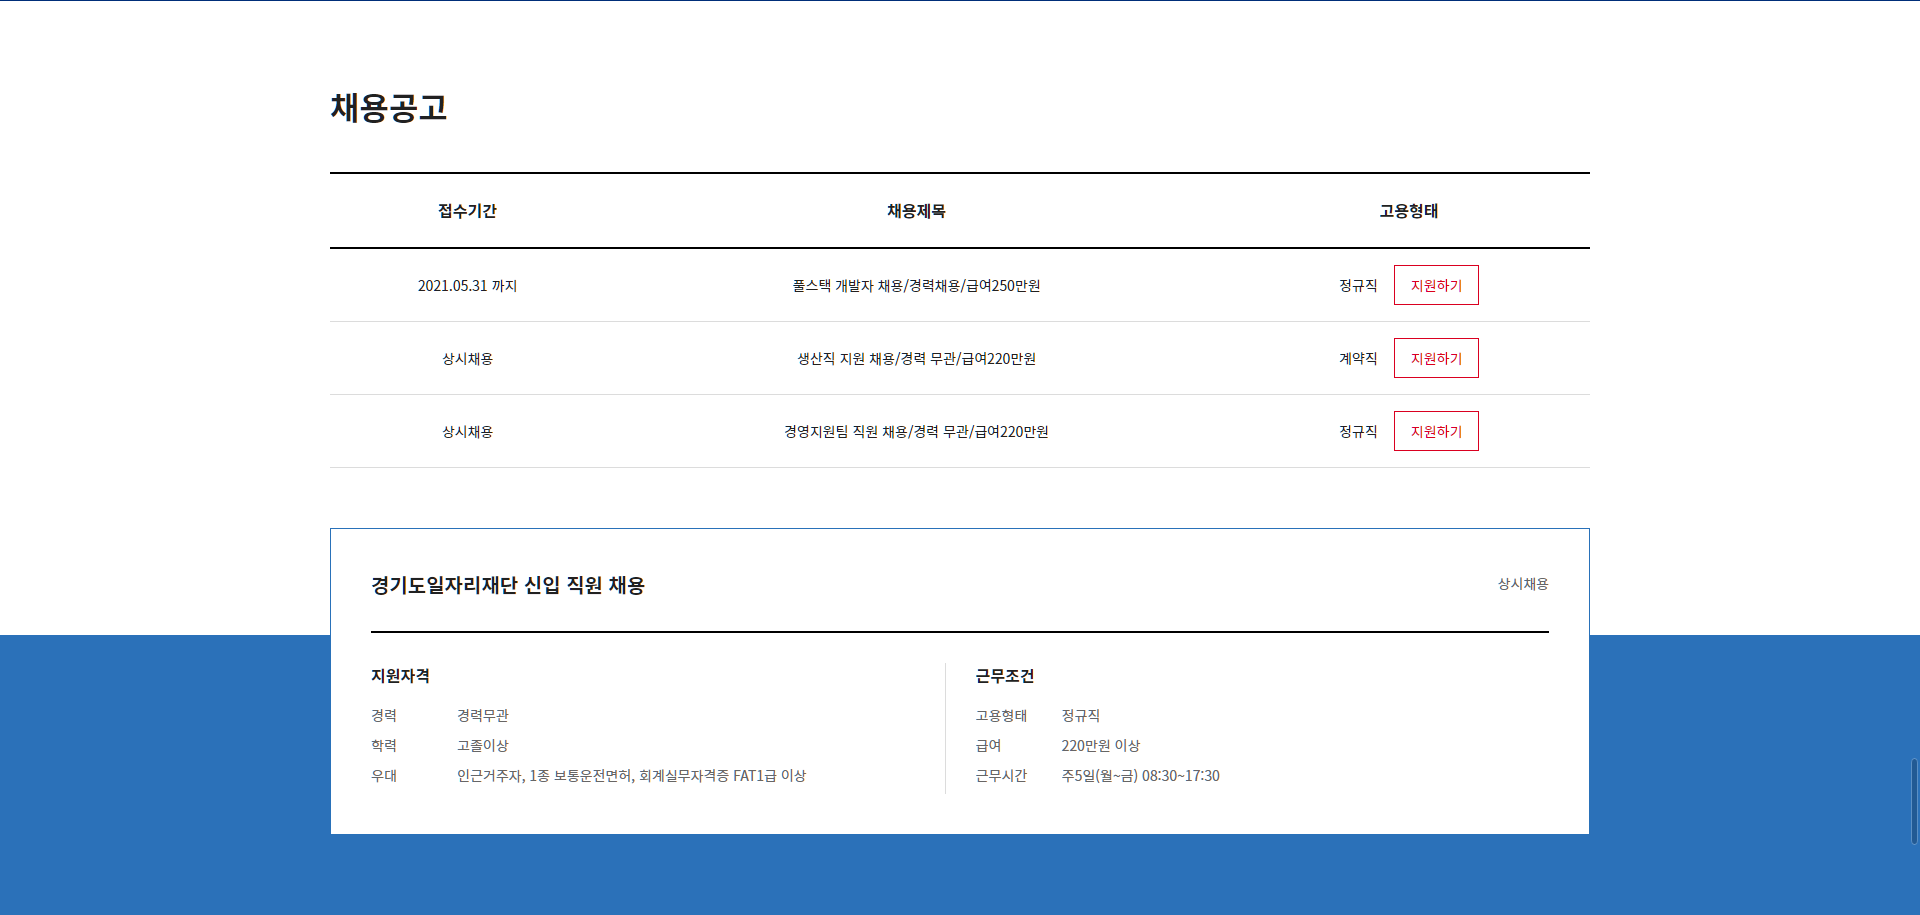 채용공고
접수기간 채용제목 고용형태
2021.05.31 까지 풀스택 개발자 채용/경력채용/급여250만원 정규직 지원하기
상시채용 생산직 지원 채용/경력 무관/급여220만원 계약직 지원하기
상시채용 경영지원팀 직원 채용/경력 무관/급여220만원 정규직 지원하기
경기도일자리재단 신입 직원 채용 상시채용
지원자격
경력 경력무관
학력 고졸이상
우대 인근거주자, 1종 보통운전면허, 회계실무자격증 FAT1급 이상
근무조건
고용형태 정규직
급여 220만원 이상
근무시간 주5일(월~금) 08:30~17:30